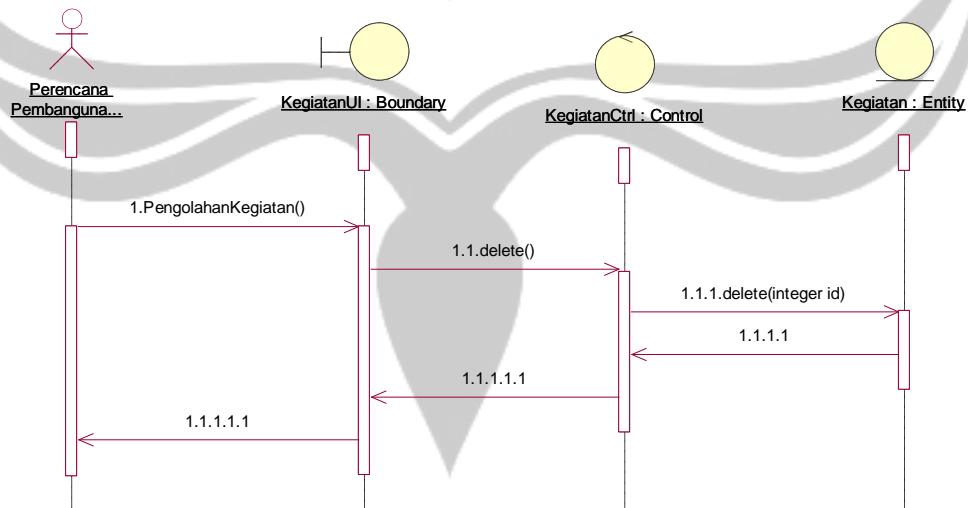 Perencana
Pembanguna...
KegiatanUI : Boundary
KegiatanCtrl : Control
Kegiatan : Entity
1.PengolahanKegiatan()
1.1.delete()
1.1.1.delete(integer id)
1.1.1.1
1.1.1.1.1
1.1.1.1.1